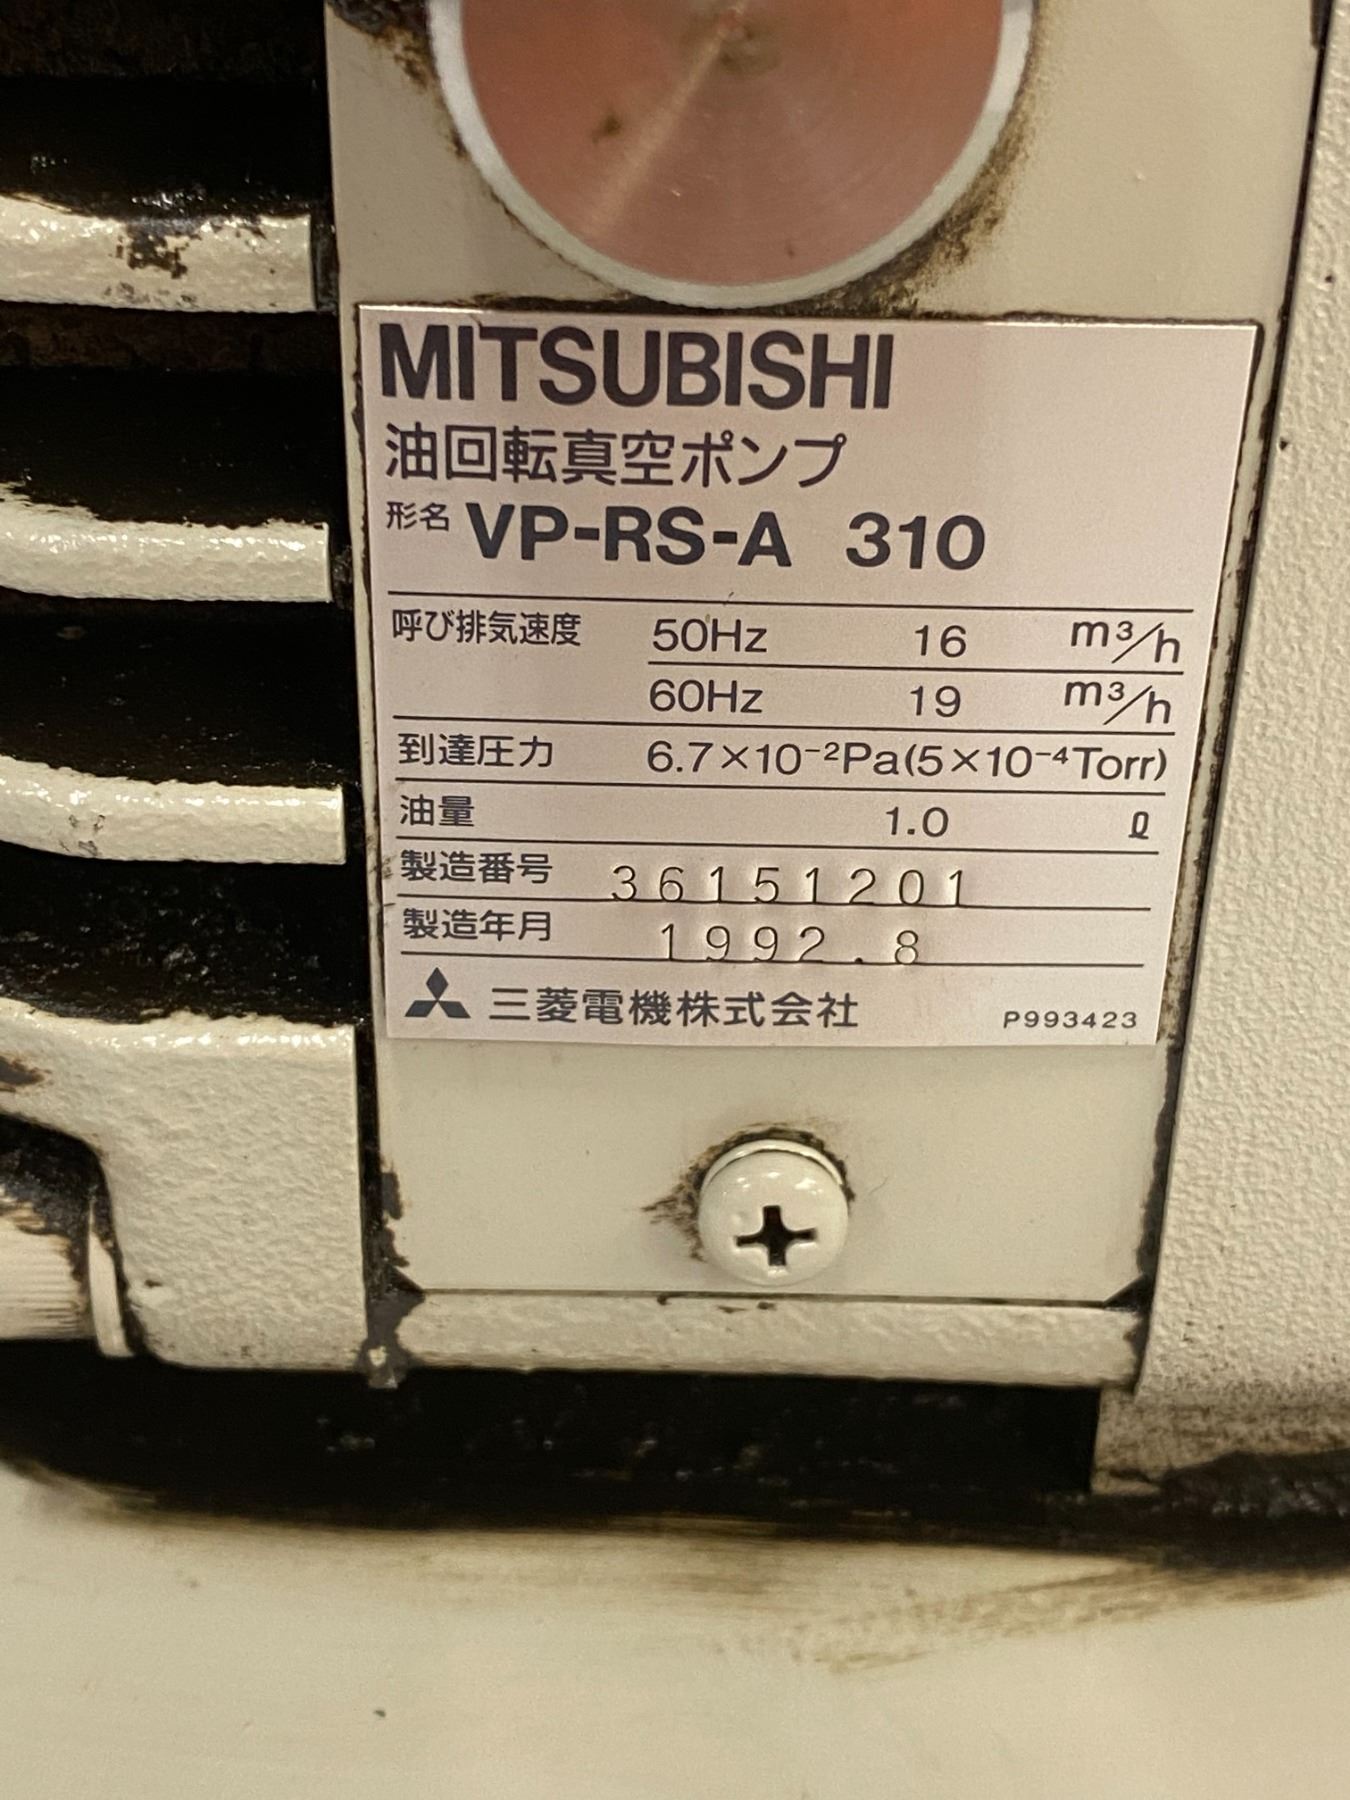 MITSUBISHI
油回転真空ポンプ
形名 VP-RS-A 310
呼び排気速度 50Hz 16 m³/h
60Hz 19 m³/h
到達圧力 6.7×10⁻²Pa(5×10⁻⁴Torr)
油量 1.0 ℓ
製造番号 36151201
製造年月 1992.8
三菱電機株式会社 P993423